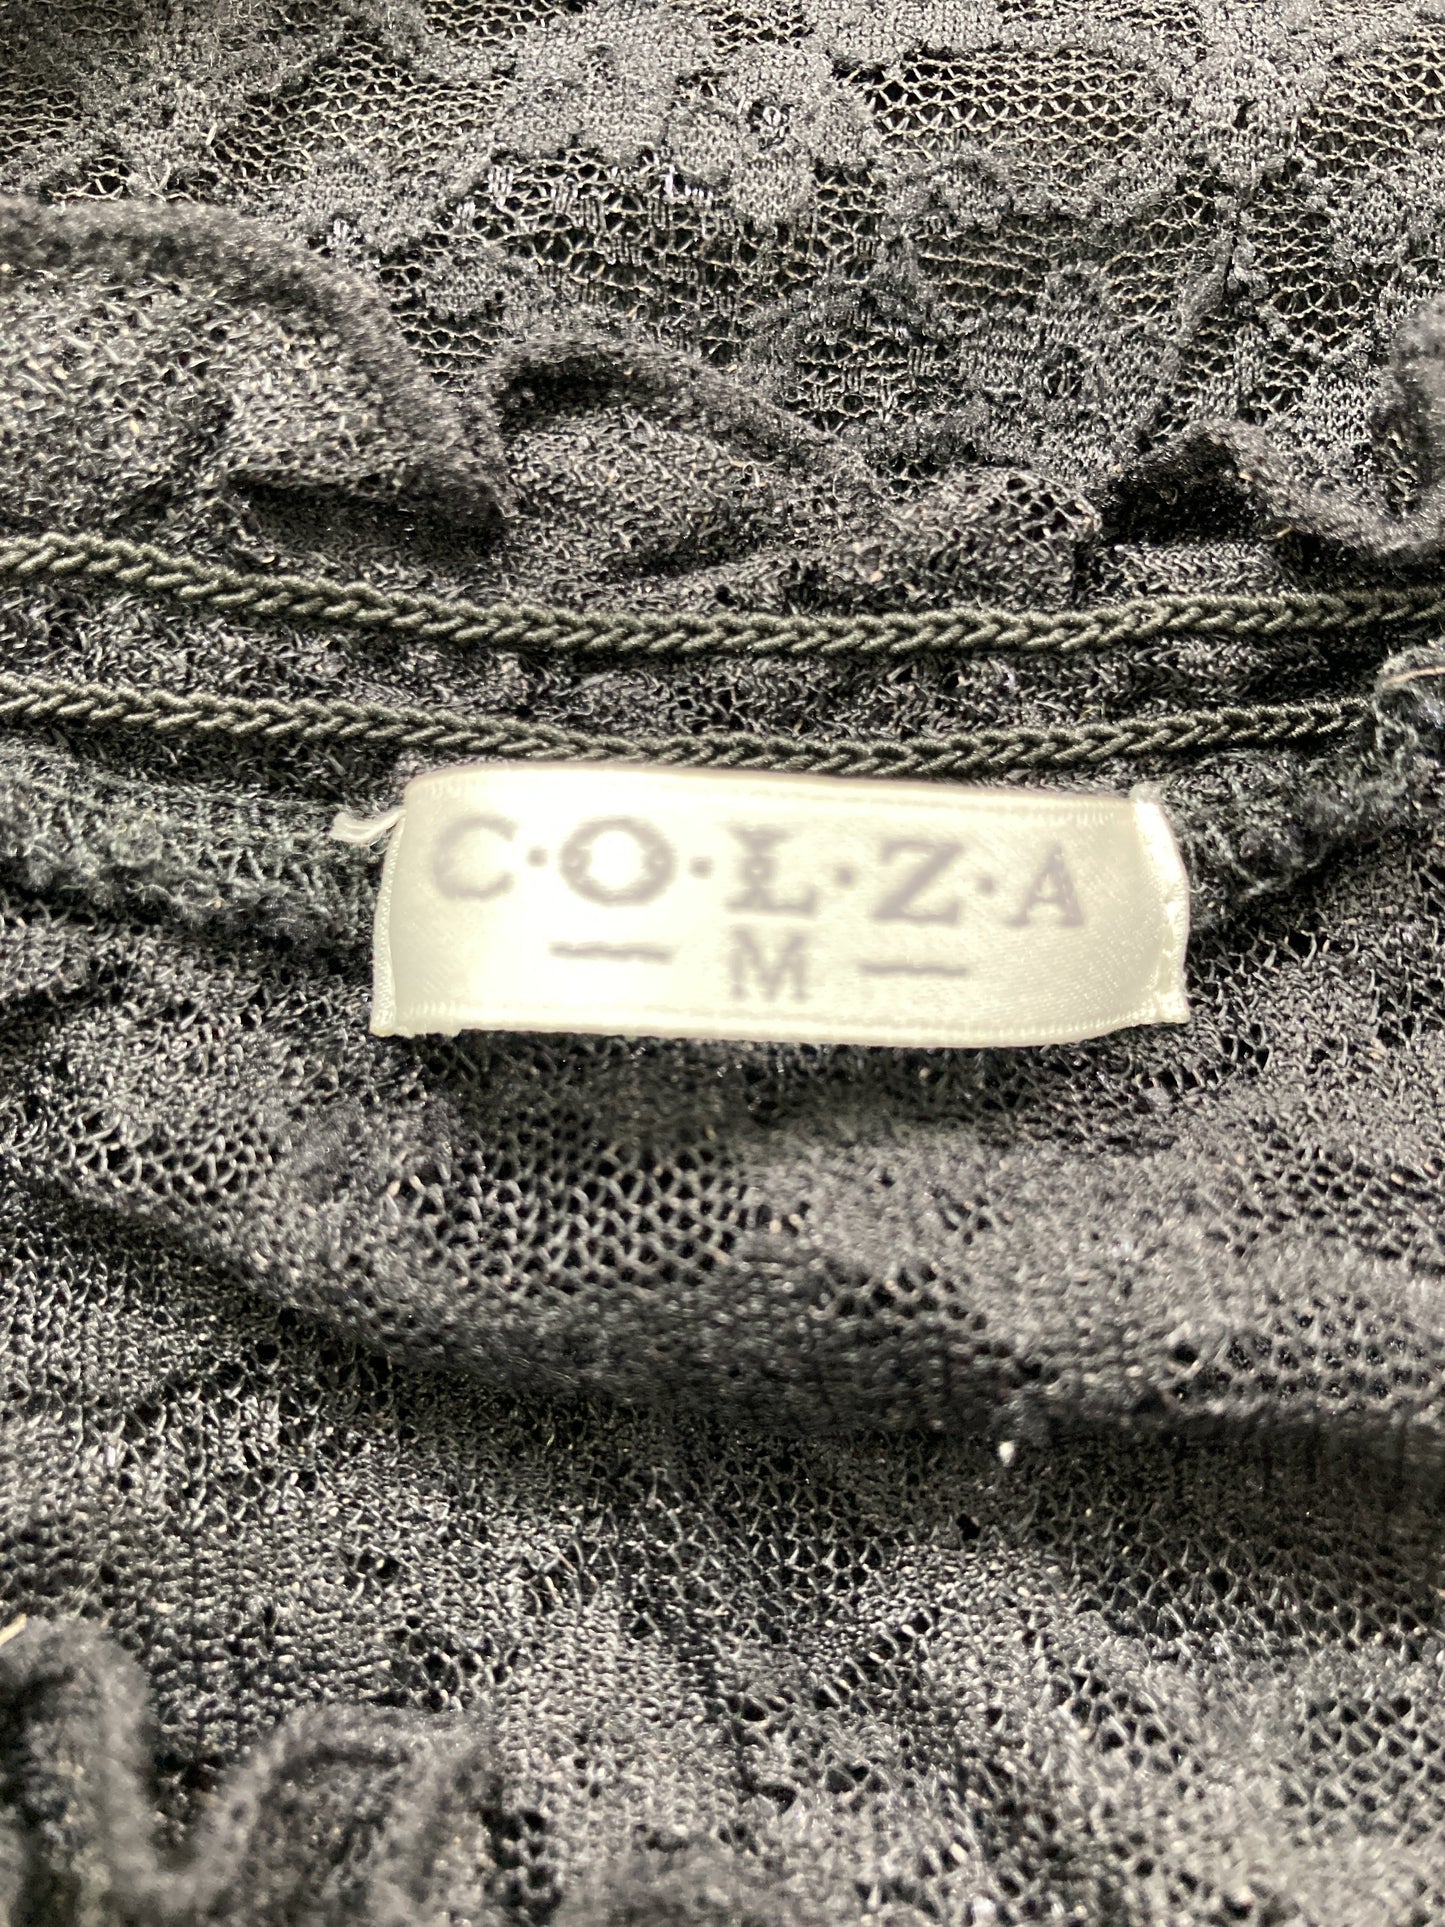 C·O·L·Z·A
— M —